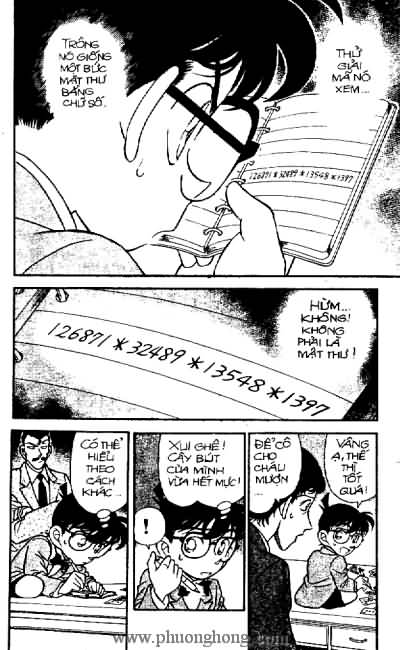 THỬ
GIẢI
MÃ NÓ
XEM...
TRÔNG
NÓ GIỐNG
MỘT BỨC
MẬT THƯ
BẰNG
CHỮ SỐ.
126871*32489*13548*1397
HỪM...
KHÔNG!
KHÔNG
PHẢI LÀ
MẬT THƯ!
126871*32489*13548*1397
CÓ THỂ
HIỂU
THEO
CÁCH
KHÁC...
XUI GHÊ!
CÂY BÚT
CỦA MÌNH
VỪA HẾT MỰC!
!
ĐỂ CÔ
CHO
CHÁU
MƯỢN...
VÂNG
Ạ, THẾ
THÌ
TỐT
QUÁ!
www.phuonghong.com